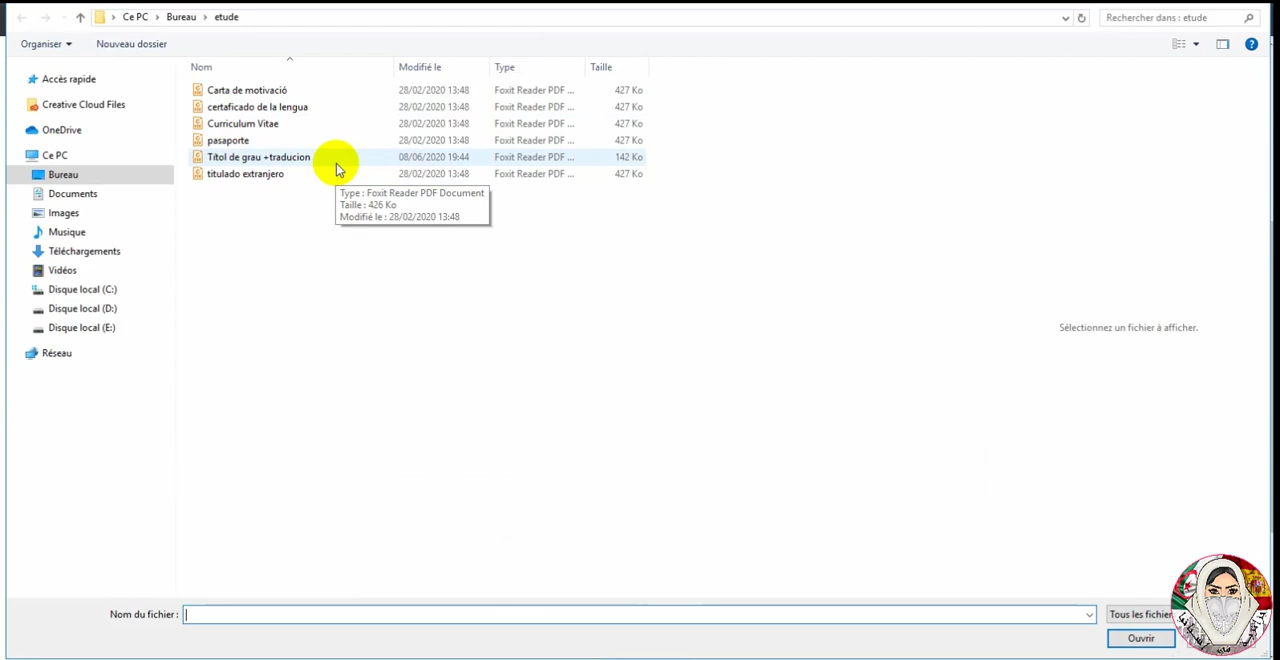 Ce PC > Bureau > etude
Rechercher dans : etude
Organiser Nouveau dossier
Nom Modifié le Type Taille
Carta de motivació 28/02/2020 13:48 Foxit Reader PDF ... 427 Ko
certaficado de la lengua 28/02/2020 13:48 Foxit Reader PDF ... 427 Ko
Curriculum Vitae 28/02/2020 13:48 Foxit Reader PDF ... 427 Ko
pasaporte 28/02/2020 13:48 Foxit Reader PDF ... 427 Ko
Títol de grau +traducion 08/06/2020 19:44 Foxit Reader PDF ... 142 Ko
titulado extranjero 28/02/2020 13:48 Foxit Reader PDF ... 427 Ko
Type : Foxit Reader PDF Document
Taille : 426 Ko
Modifié le : 28/02/2020 13:48
Accès rapide
Creative Cloud Files
OneDrive
Ce PC
Bureau
Documents
Images
Musique
Téléchargements
Vidéos
Disque local (C:)
Disque local (D:)
Disque local (E:)
Réseau
Sélectionnez un fichier à afficher.
Nom du fichier :
Tous les fichier
Ouvrir